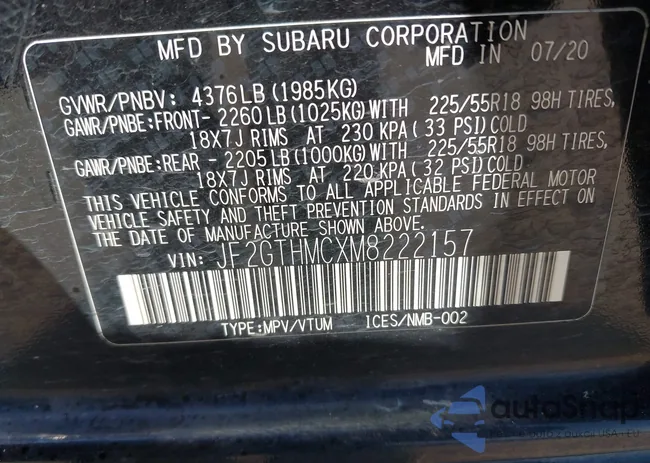 MFD BY SUBARU CORPORATION
MFD IN 07/20
GVWR/PNBV: 4376LB(1985KG)
GAWR/PNBE:FRONT- 2260LB(1025KG)WITH 225/55R18 98H TIRES,
18X7J RIMS AT 230 KPA(33 PSI)COLD
GAWR/PNBE:REAR - 2205LB(1000KG)WITH 225/55R18 98H TIRES,
18X7J RIMS AT 220 KPA(32 PSI)COLD
THIS VEHICLE CONFORMS TO ALL APPLICABLE FEDERAL MOTOR
VEHICLE SAFETY AND THEFT PREVENTION STANDARDS IN EFFECT ON
THE DATE OF MANUFACTURE SHOWN ABOVE.
VIN: JF2GTHMCXM8222157
TYPE:MPV/VTUM ICES/NMB-002
autoSnap